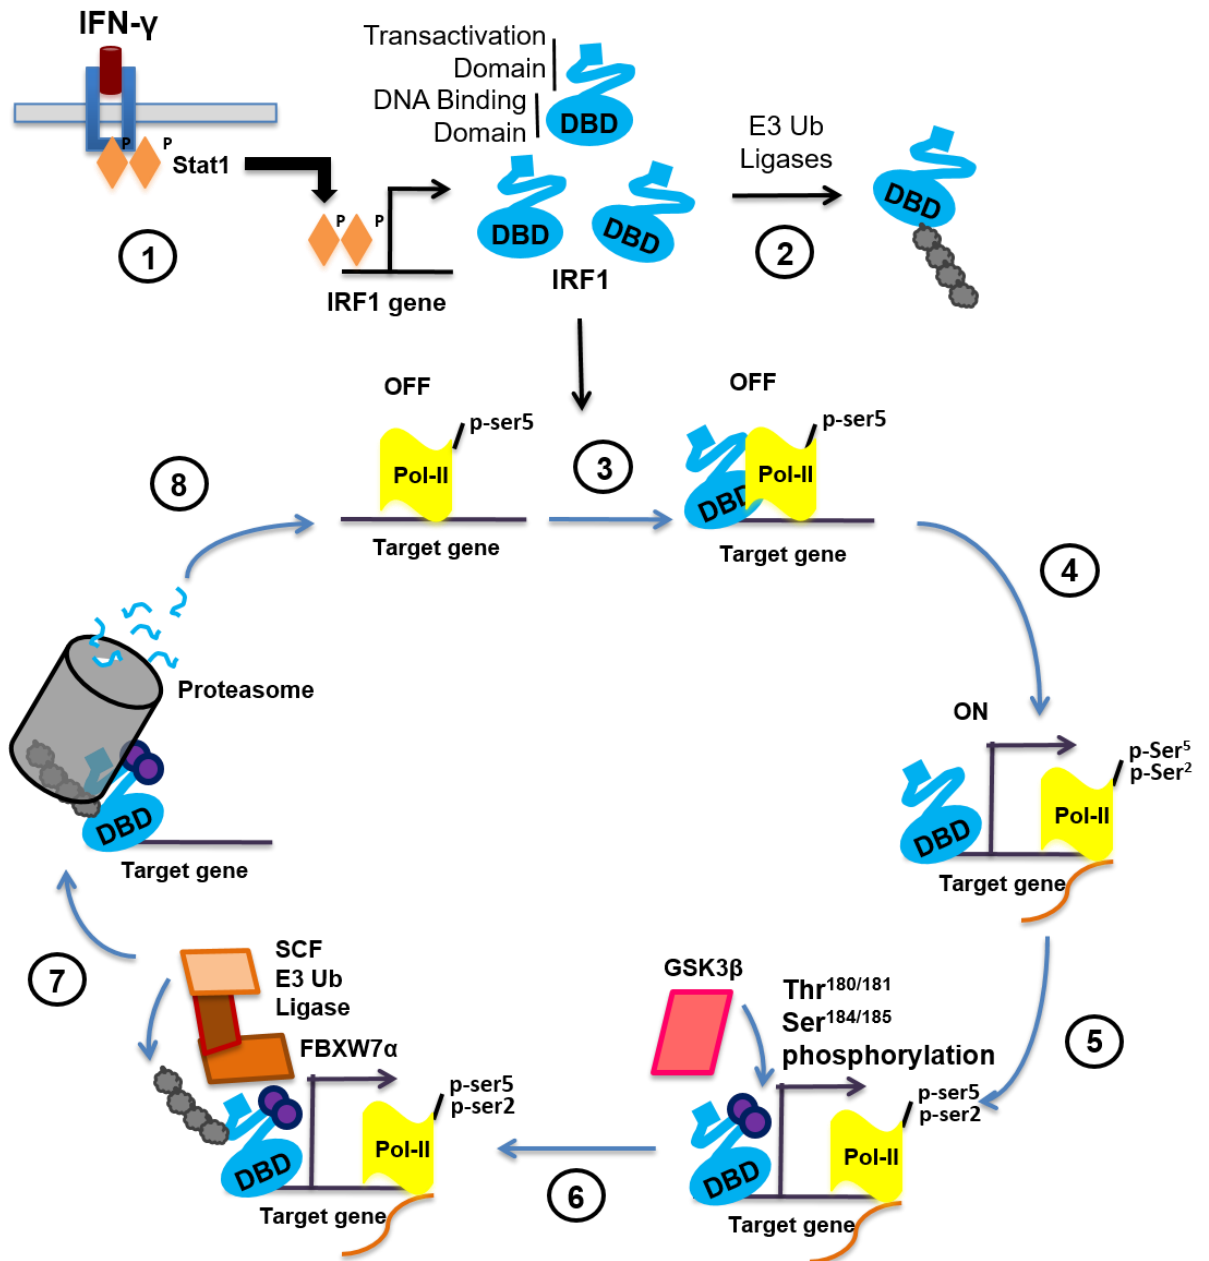 IFN-γ
Transactivation
Domain
DNA Binding
Domain
DBD
E3 Ub
Ligases
P
P
Stat1
DBD
P
P
DBD
DBD
DBD
1
2
IRF1
IRF1 gene
OFF
OFF
p-ser5
p-ser5
Pol-II
3
DBD
Pol-II
8
Target gene
Target gene
4
Proteasome
ON
p-Ser⁵
p-Ser²
DBD
Pol-II
DBD
Target gene
Target gene
7
SCF
E3 Ub
Ligase
FBXW7α
GSK3β
Thr¹⁸⁰/¹⁸¹
Ser¹⁸⁴/¹⁸⁵
phosphorylation
5
p-ser5
p-ser2
p-ser5
p-ser2
DBD
Pol-II
6
DBD
Pol-II
Target gene
Target gene